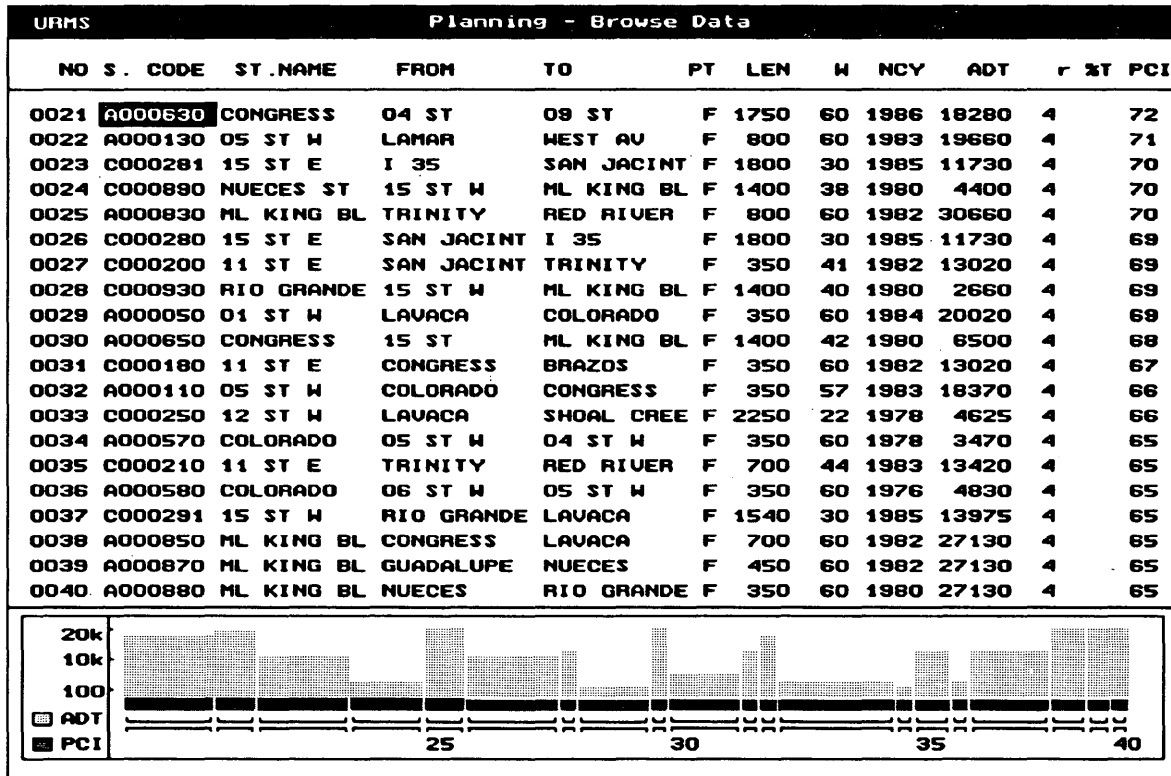 URMS Planning - Browse Data
NO S. CODE ST.NAME FROM TO PT LEN W NCY ADT r %T PCI
0021 A000630 CONGRESS 04 ST 09 ST F 1750 60 1986 18280 4 72
0022 A000130 05 ST W LAMAR WEST AV F 800 60 1983 19660 4 71
0023 C000281 15 ST E I 35 SAN JACINT F 1800 30 1985 11730 4 70
0024 C000890 NUECES ST 15 ST W ML KING BL F 1400 38 1980 4400 4 70
0025 A000830 ML KING BL TRINITY RED RIVER F 800 60 1982 30660 4 70
0026 C000280 15 ST E SAN JACINT I 35 F 1800 30 1985 11730 4 69
0027 C000200 11 ST E SAN JACINT TRINITY F 350 41 1982 13020 4 69
0028 C000930 RIO GRANDE 15 ST W ML KING BL F 1400 40 1980 2660 4 69
0029 A000050 01 ST W LAVACA COLORADO F 350 60 1984 20020 4 69
0030 A000650 CONGRESS 15 ST ML KING BL F 1400 42 1980 6500 4 68
0031 C000180 11 ST E CONGRESS BRAZOS F 350 60 1982 13020 4 67
0032 A000110 05 ST W COLORADO CONGRESS F 350 57 1983 18370 4 66
0033 C000250 12 ST W LAVACA SHOAL CREE F 2250 22 1978 4625 4 66
0034 A000570 COLORADO 05 ST W 04 ST W F 350 60 1978 3470 4 65
0035 C000210 11 ST E TRINITY RED RIVER F 700 44 1983 13420 4 65
0036 A000580 COLORADO 06 ST W 05 ST W F 350 60 1976 4830 4 65
0037 C000291 15 ST W RIO GRANDE LAVACA F 1540 30 1985 13975 4 65
0038 A000850 ML KING BL CONGRESS LAVACA F 700 60 1982 27130 4 65
0039 A000870 ML KING BL GUADALUPE NUECES F 450 60 1982 27130 4 65
0040 A000880 ML KING BL NUECES RIO GRANDE F 350 60 1980 27130 4 65
20k
10k
100
ADT
PCI 25 30 35 40